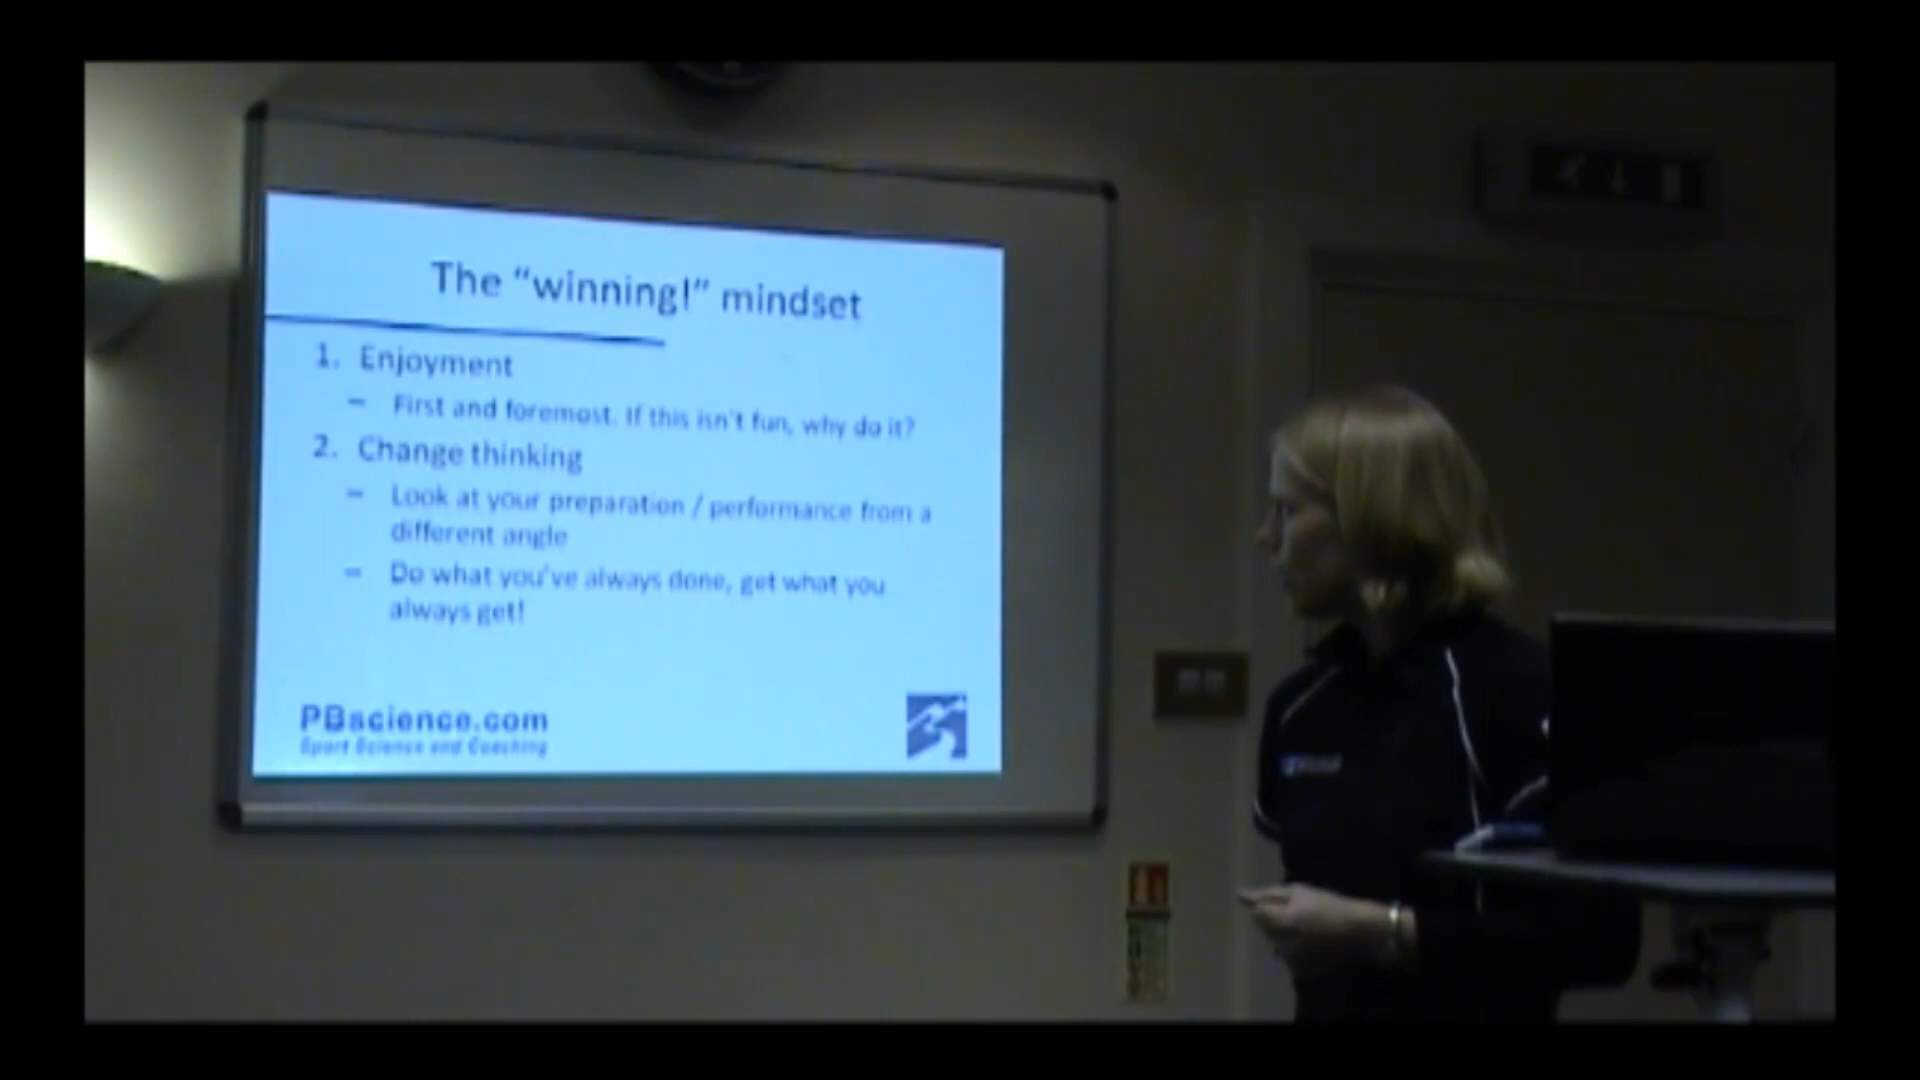 The “winning!” mindset
1. Enjoyment
– First and foremost. If this isn't fun, why do it?
2. Change thinking
– Look at your preparation / performance from a
different angle
– Do what you've always done, get what you
always get!
PBscience.com
Sport Science and Coaching